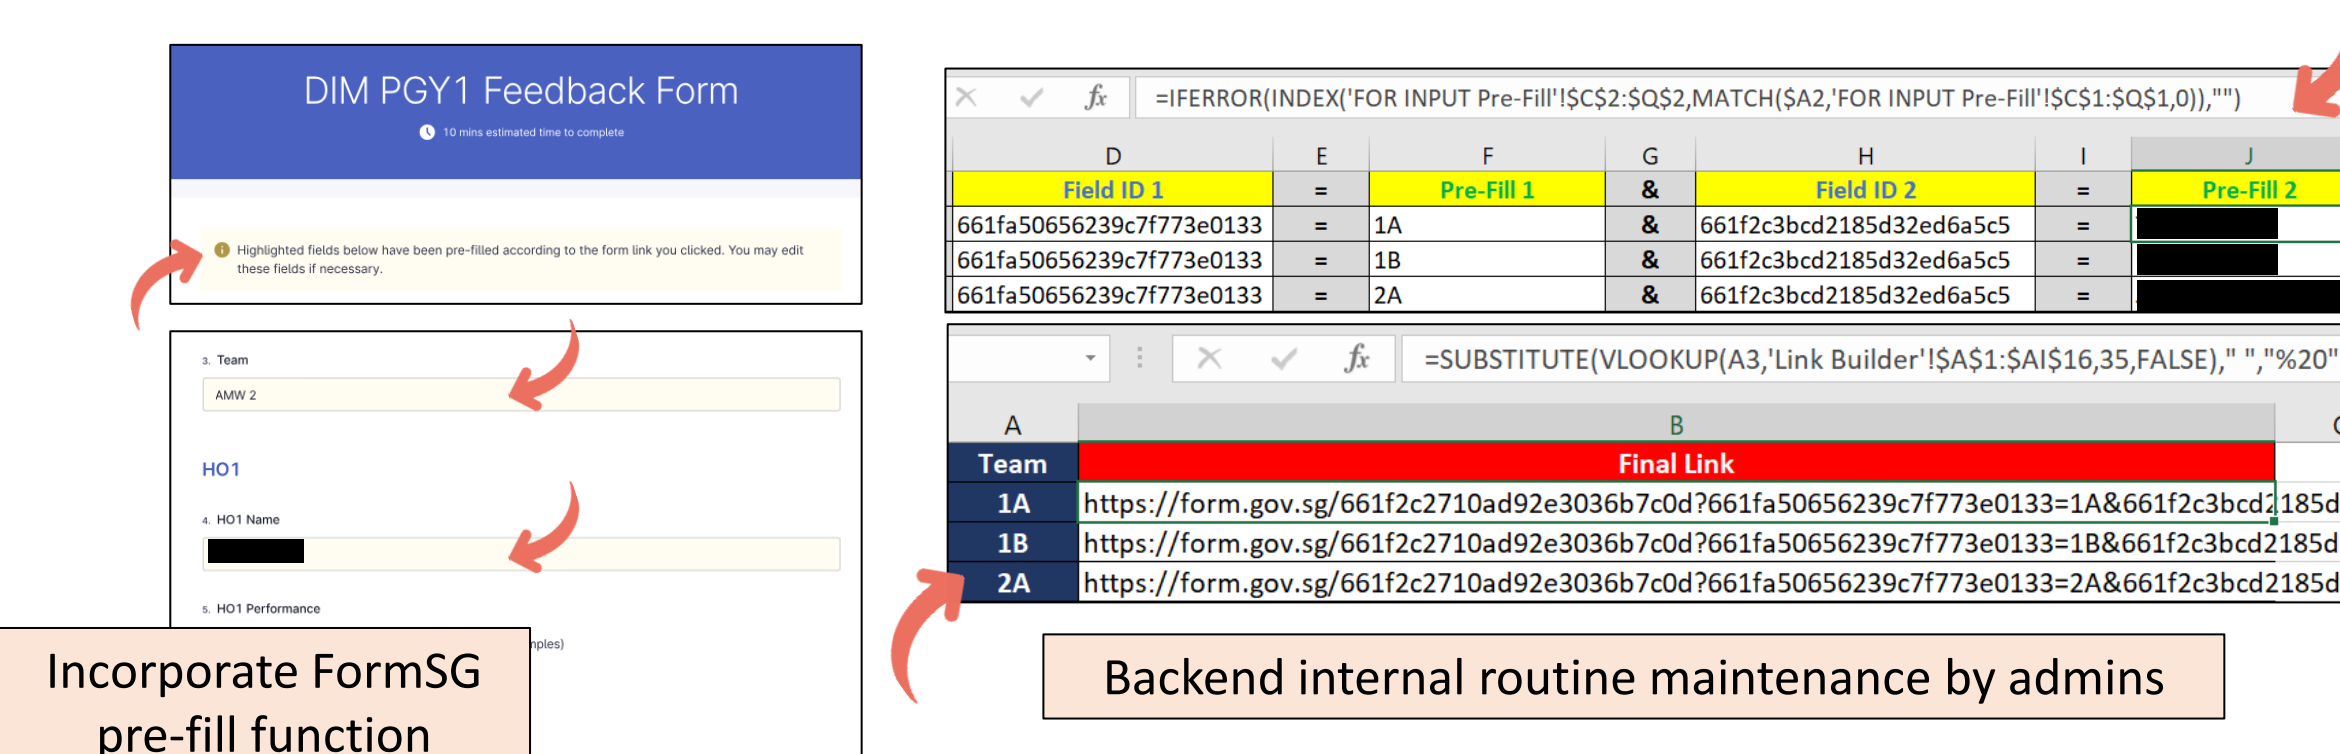 DIM PGY1 Feedback Form
10 mins estimated time to complete
Highlighted fields below have been pre-filled according to the form link you clicked. You may edit
these fields if necessary.
3. Team
AMW 2
HO1
4. HO1 Name
5. HO1 Performance
Incorporate FormSG
pre-fill function
fx =IFERROR(INDEX('FOR INPUT Pre-Fill'!$C$2:$Q$2,MATCH($A2,'FOR INPUT Pre-Fill'!$C$1:$Q$1,0)),"")
D E F G H I J
Field ID 1 = Pre-Fill 1 & Field ID 2 = Pre-Fill 2
661fa50656239c7f773e0133 = 1A & 661f2c3bcd2185d32ed6a5c5 =
661fa50656239c7f773e0133 = 1B & 661f2c3bcd2185d32ed6a5c5 =
661fa50656239c7f773e0133 = 2A & 661f2c3bcd2185d32ed6a5c5 =
fx =SUBSTITUTE(VLOOKUP(A3,'Link Builder'!$A$1:$AI$16,35,FALSE)," ","%20"
A B
Team Final Link
1A https://form.gov.sg/661f2c2710ad92e3036b7c0d?661fa50656239c7f773e0133=1A&661f2c3bcd2185d
1B https://form.gov.sg/661f2c2710ad92e3036b7c0d?661fa50656239c7f773e0133=1B&661f2c3bcd2185d
2A https://form.gov.sg/661f2c2710ad92e3036b7c0d?661fa50656239c7f773e0133=2A&661f2c3bcd2185d
Backend internal routine maintenance by admins